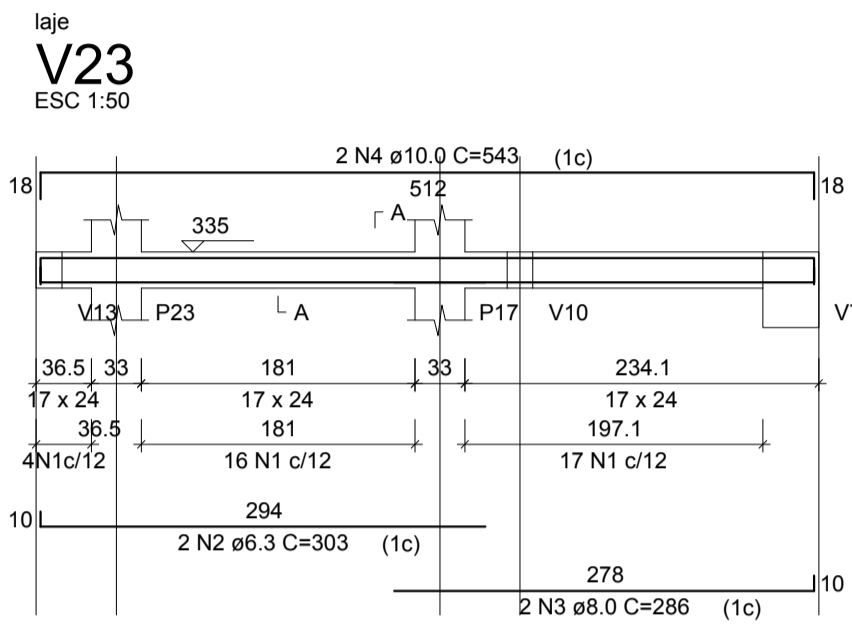 laje
V23
ESC 1:50
2 N4 ø10.0 C=543 (1c)
18 512 18
A
335
A
V13 P23 P17 V10
36.5 33 181 33 234.1
17 x 24 17 x 24 17 x 24
36.5 181 197.1
4N1c/12 16 N1 c/12 17 N1 c/12
294
10
2 N2 ø6.3 C=303 (1c)
278
10
2 N3 ø8.0 C=286 (1c)